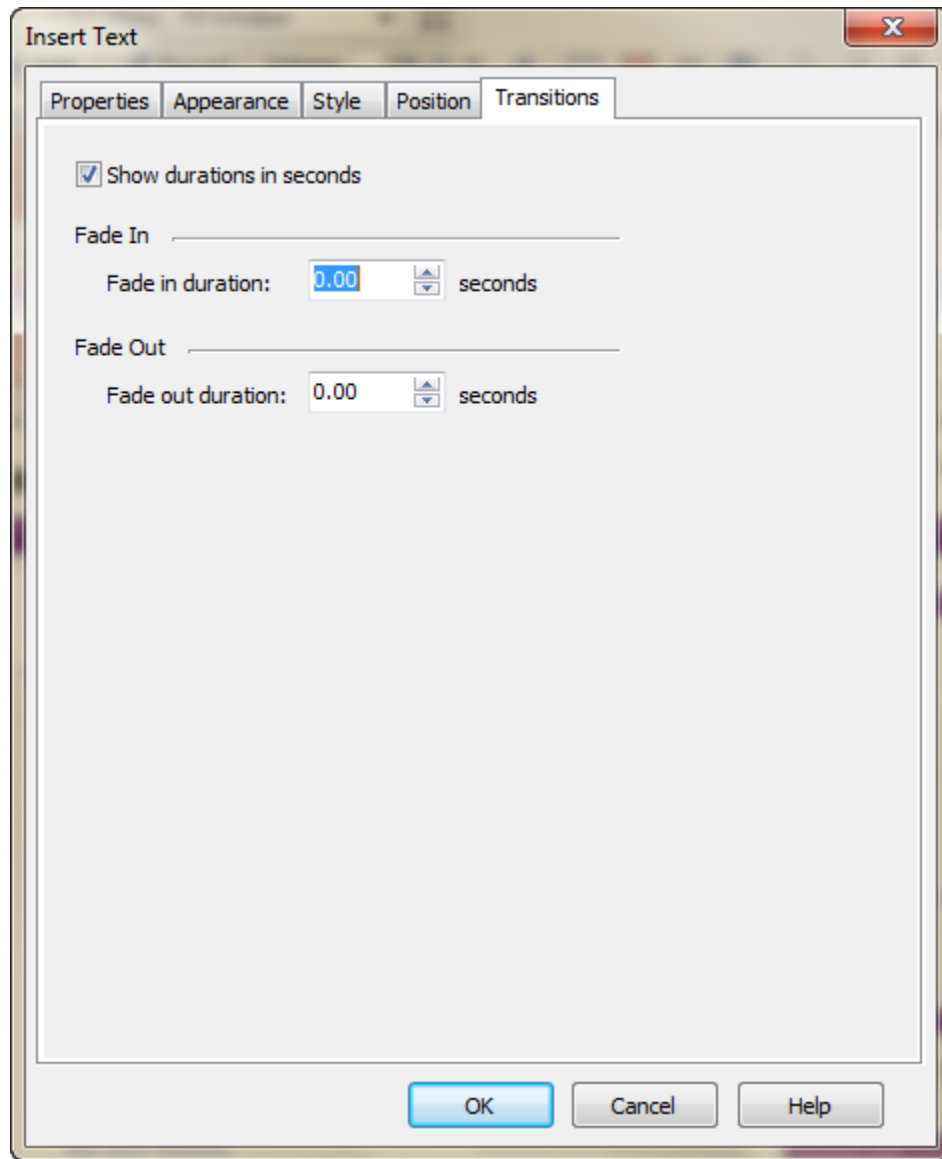 Insert Text
Properties Appearance Style Position Transitions
Show durations in seconds
Fade In
Fade in duration: 0.00 seconds
Fade Out
Fade out duration: 0.00 seconds
OK Cancel Help